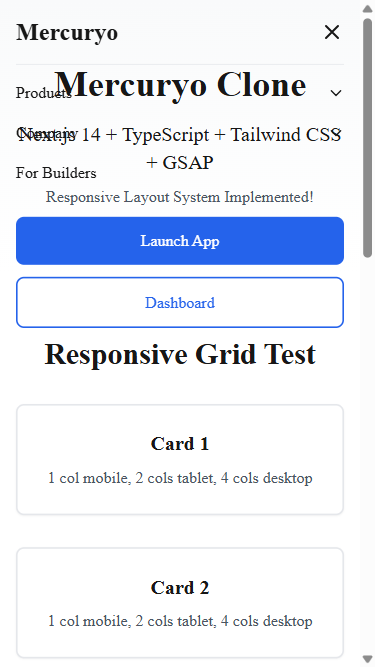 Mercuryo
Products
Mercuryo Clone
Company
Next.js 14 + TypeScript + Tailwind CSS
+ GSAP
For Builders
Responsive Layout System Implemented!
Launch App
Dashboard
Responsive Grid Test
Card 1
1 col mobile, 2 cols tablet, 4 cols desktop
Card 2
1 col mobile, 2 cols tablet, 4 cols desktop